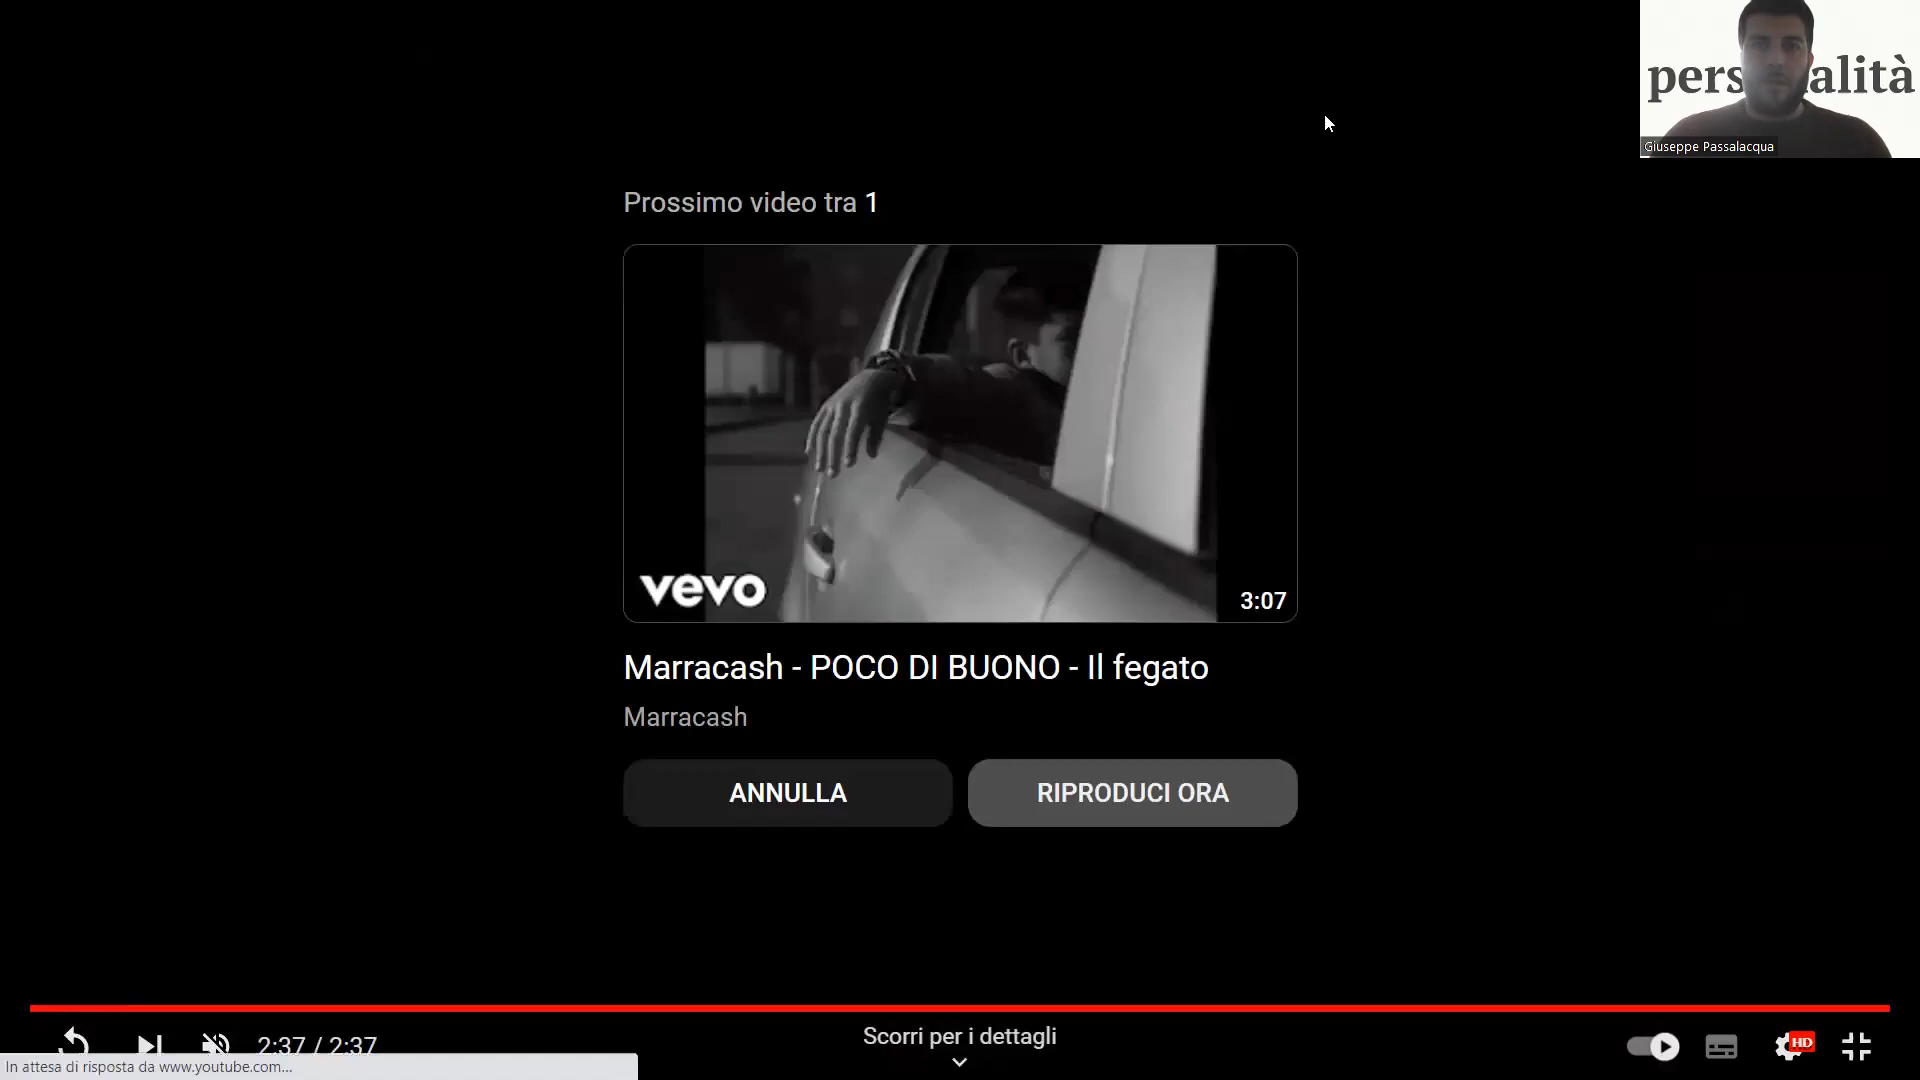 pers alità
Giuseppe Passalacqua
Prossimo video tra 1
vevo
3:07
Marracash - POCO DI BUONO - Il fegato
Marracash
ANNULLA
RIPRODUCI ORA
2:37 / 2:37
Scorri per i dettagli
HD
In attesa di risposta da www.youtube.com...